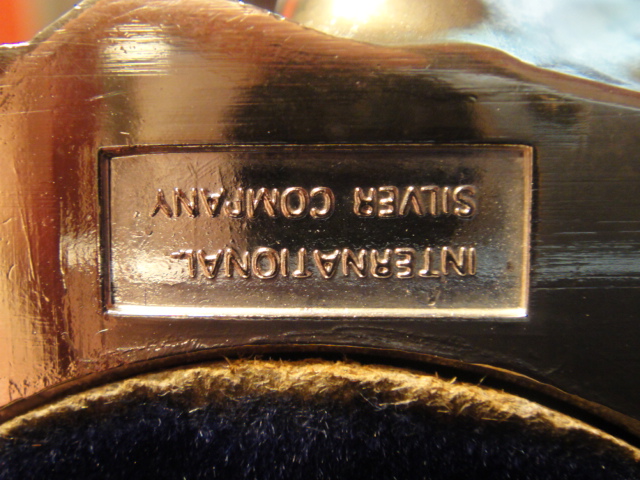 INTERNATIONAL
SILVER COMPANY